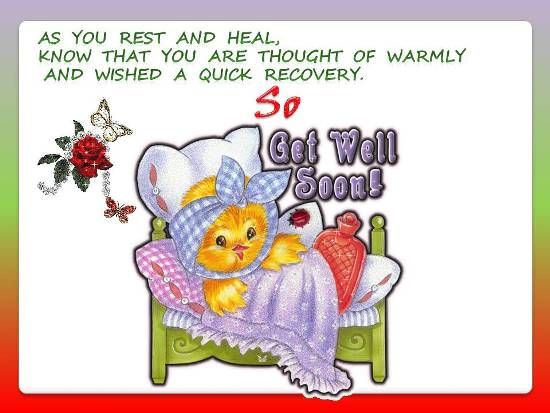 AS YOU REST AND HEAL,
KNOW THAT YOU ARE THOUGHT OF WARMLY
AND WISHED A QUICK RECOVERY.
So
Get Well
Soon!